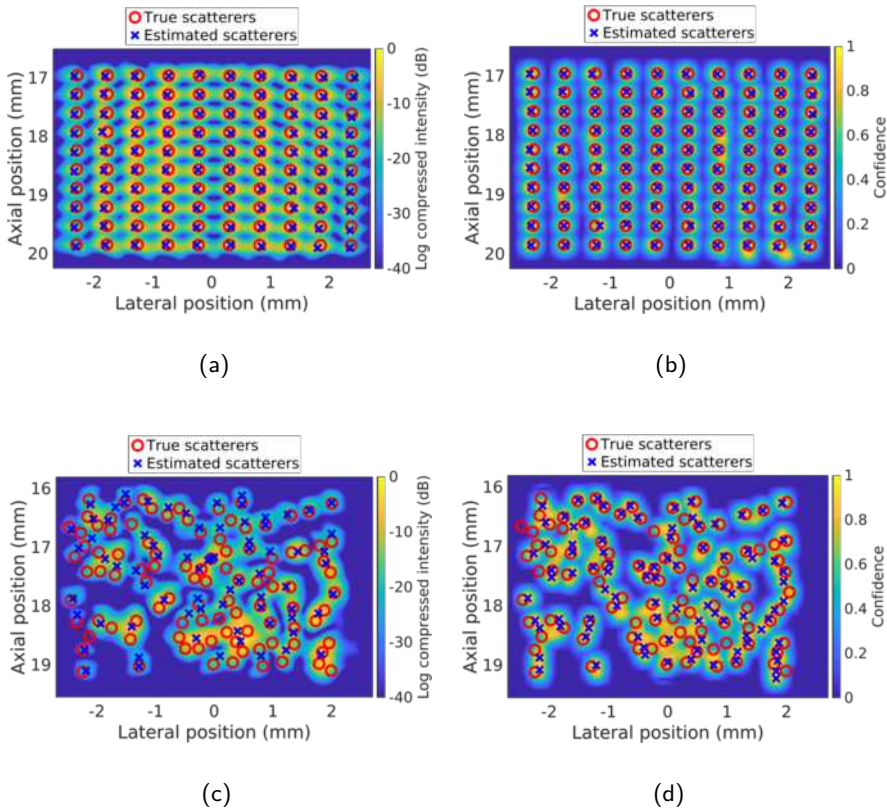 True scatterers
Estimated scatterers
Axial position (mm)
17
18
19
20
-2 -1 0 1 2
Lateral position (mm)
0
-10
-20
-30
-40
Log compressed intensity (dB)
(a)
True scatterers
Estimated scatterers
Axial position (mm)
17
18
19
20
-2 -1 0 1 2
Lateral position (mm)
1
0.8
0.6
0.4
0.2
0
Confidence
(b)
True scatterers
Estimated scatterers
Axial position (mm)
16
17
18
19
-2 -1 0 1 2
Lateral position (mm)
0
-10
-20
-30
-40
Log compressed intensity (dB)
(c)
True scatterers
Estimated scatterers
Axial position (mm)
16
17
18
19
-2 -1 0 1 2
Lateral position (mm)
1
0.8
0.6
0.4
0.2
0
Confidence
(d)